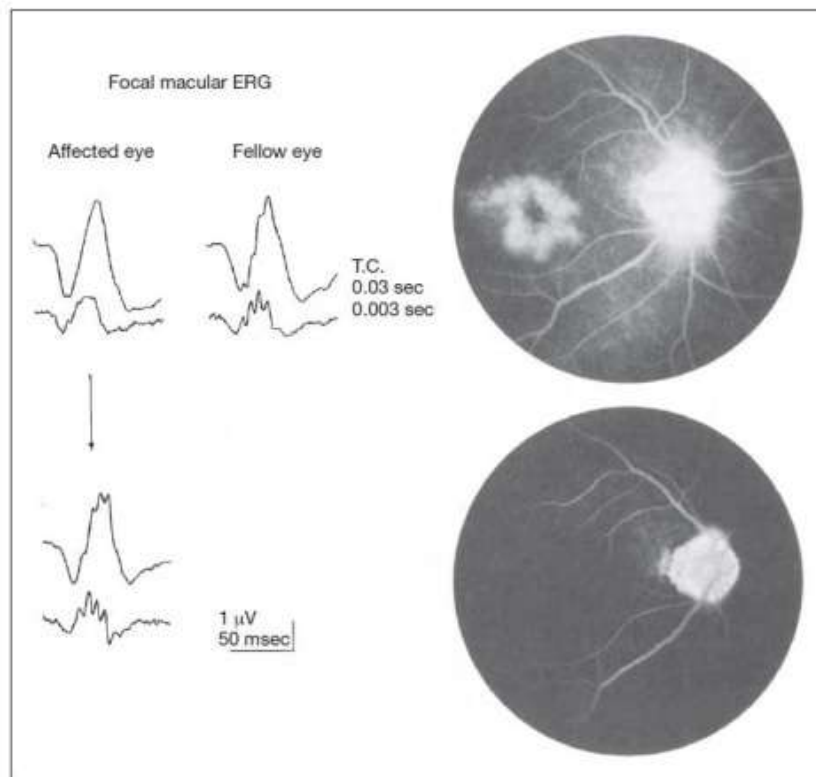 Focal macular ERG
Affected eye
Fellow eye
T.C.
0.03 sec
0.003 sec
1 μV
50 msec